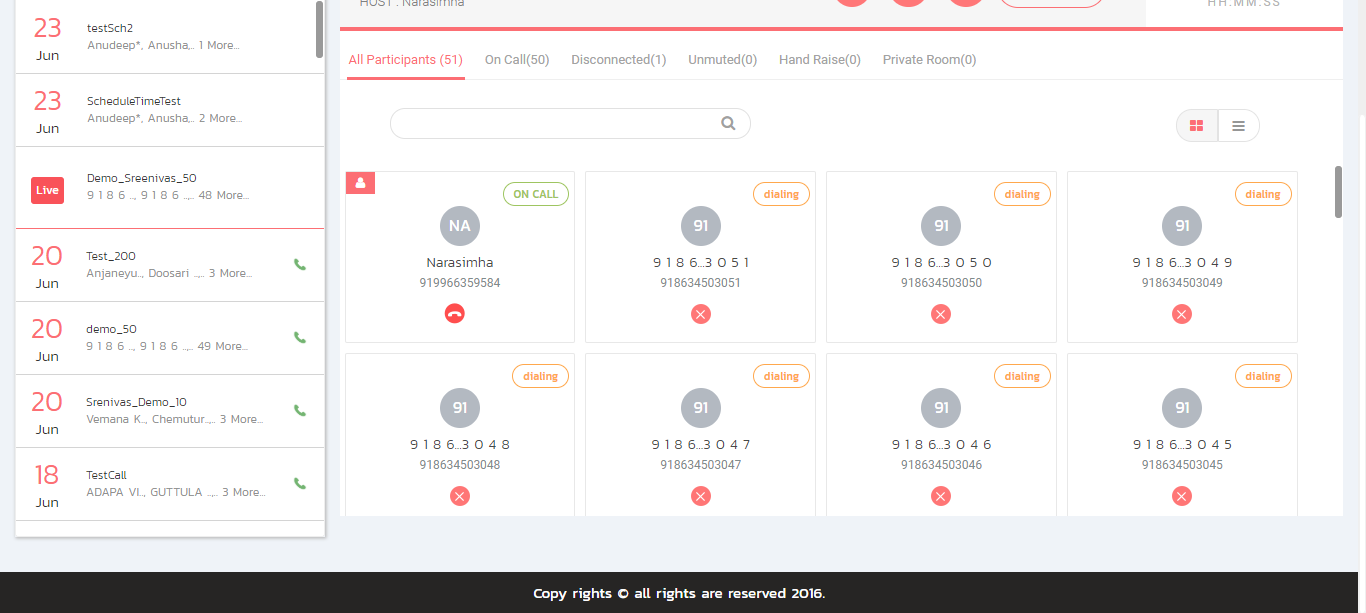 23
Jun
testSch2
Anudeep*, Anusha,.. 1 More...
23
Jun
ScheduleTimeTest
Anudeep*, Anusha,.. 2 More...
Live
Demo_Sreenivas_50
9 1 8 6 .., 9 1 8 6 ..,.. 48 More...
20
Jun
Test_200
Anjaneyu.., Doosari ..,.. 3 More...
20
Jun
demo_50
9 1 8 6 .., 9 1 8 6 ..,.. 49 More...
20
Jun
Srenivas_Demo_10
Vemana K.., Chemutur..,.. 3 More...
18
Jun
TestCall
ADAPA VI.., GUTTULA ..,.. 3 More...
HOST : Narasimha
HH:MM:SS
All Participants (51) On Call(50) Disconnected(1) Unmuted(0) Hand Raise(0) Private Room(0)
ON CALL
NA
Narasimha
919966359584
dialing
91
9 1 8 6...3 0 5 1
918634503051
dialing
91
9 1 8 6...3 0 5 0
918634503050
dialing
91
9 1 8 6...3 0 4 9
918634503049
dialing
91
9 1 8 6...3 0 4 8
918634503048
dialing
91
9 1 8 6...3 0 4 7
918634503047
dialing
91
9 1 8 6...3 0 4 6
918634503046
dialing
91
9 1 8 6...3 0 4 5
918634503045
Copy rights © all rights are reserved 2016.